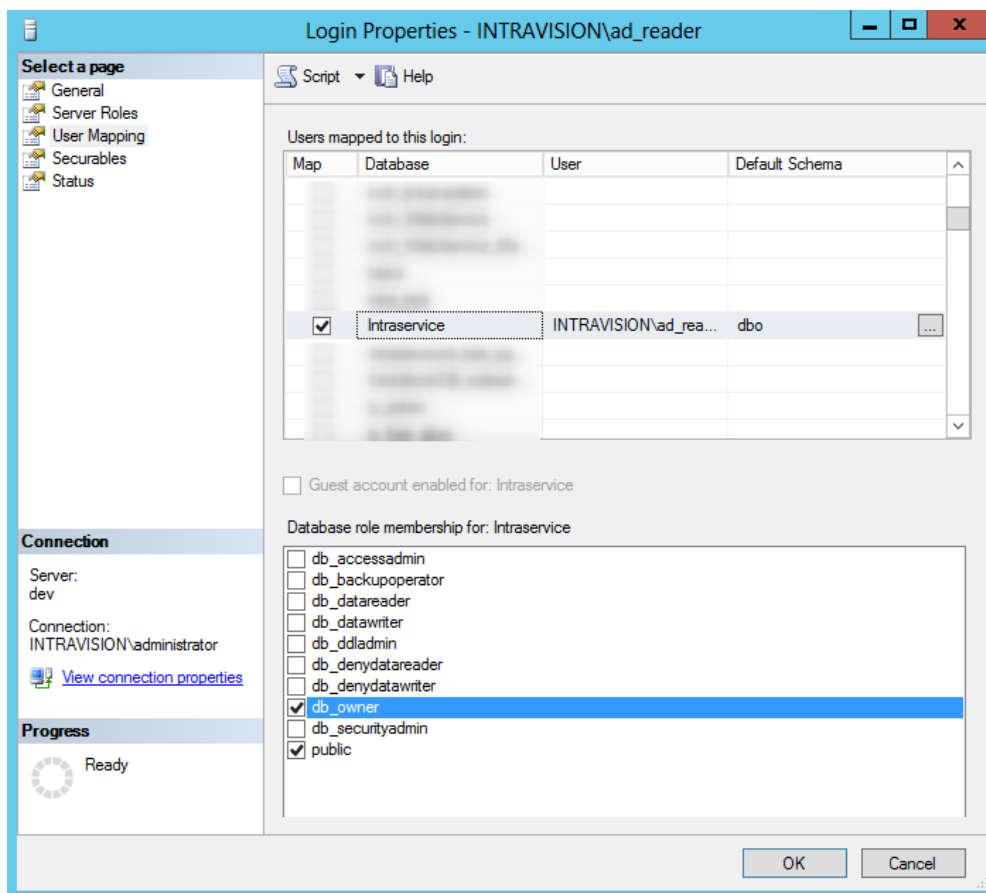 Login Properties - INTRAVISION\ad_reader
Select a page
General
Server Roles
User Mapping
Securables
Status
Script
Help
Users mapped to this login:
Map Database User Default Schema
Intraservice INTRAVISION\ad_rea... dbo ...
Guest account enabled for: Intraservice
Database role membership for: Intraservice
db_accessadmin
db_backupoperator
db_datareader
db_datawriter
db_ddladmin
db_denydatareader
db_denydatawriter
db_owner
db_securityadmin
public
Connection
Server:
dev
Connection:
INTRAVISION\administrator
View connection properties
Progress
Ready
OK Cancel